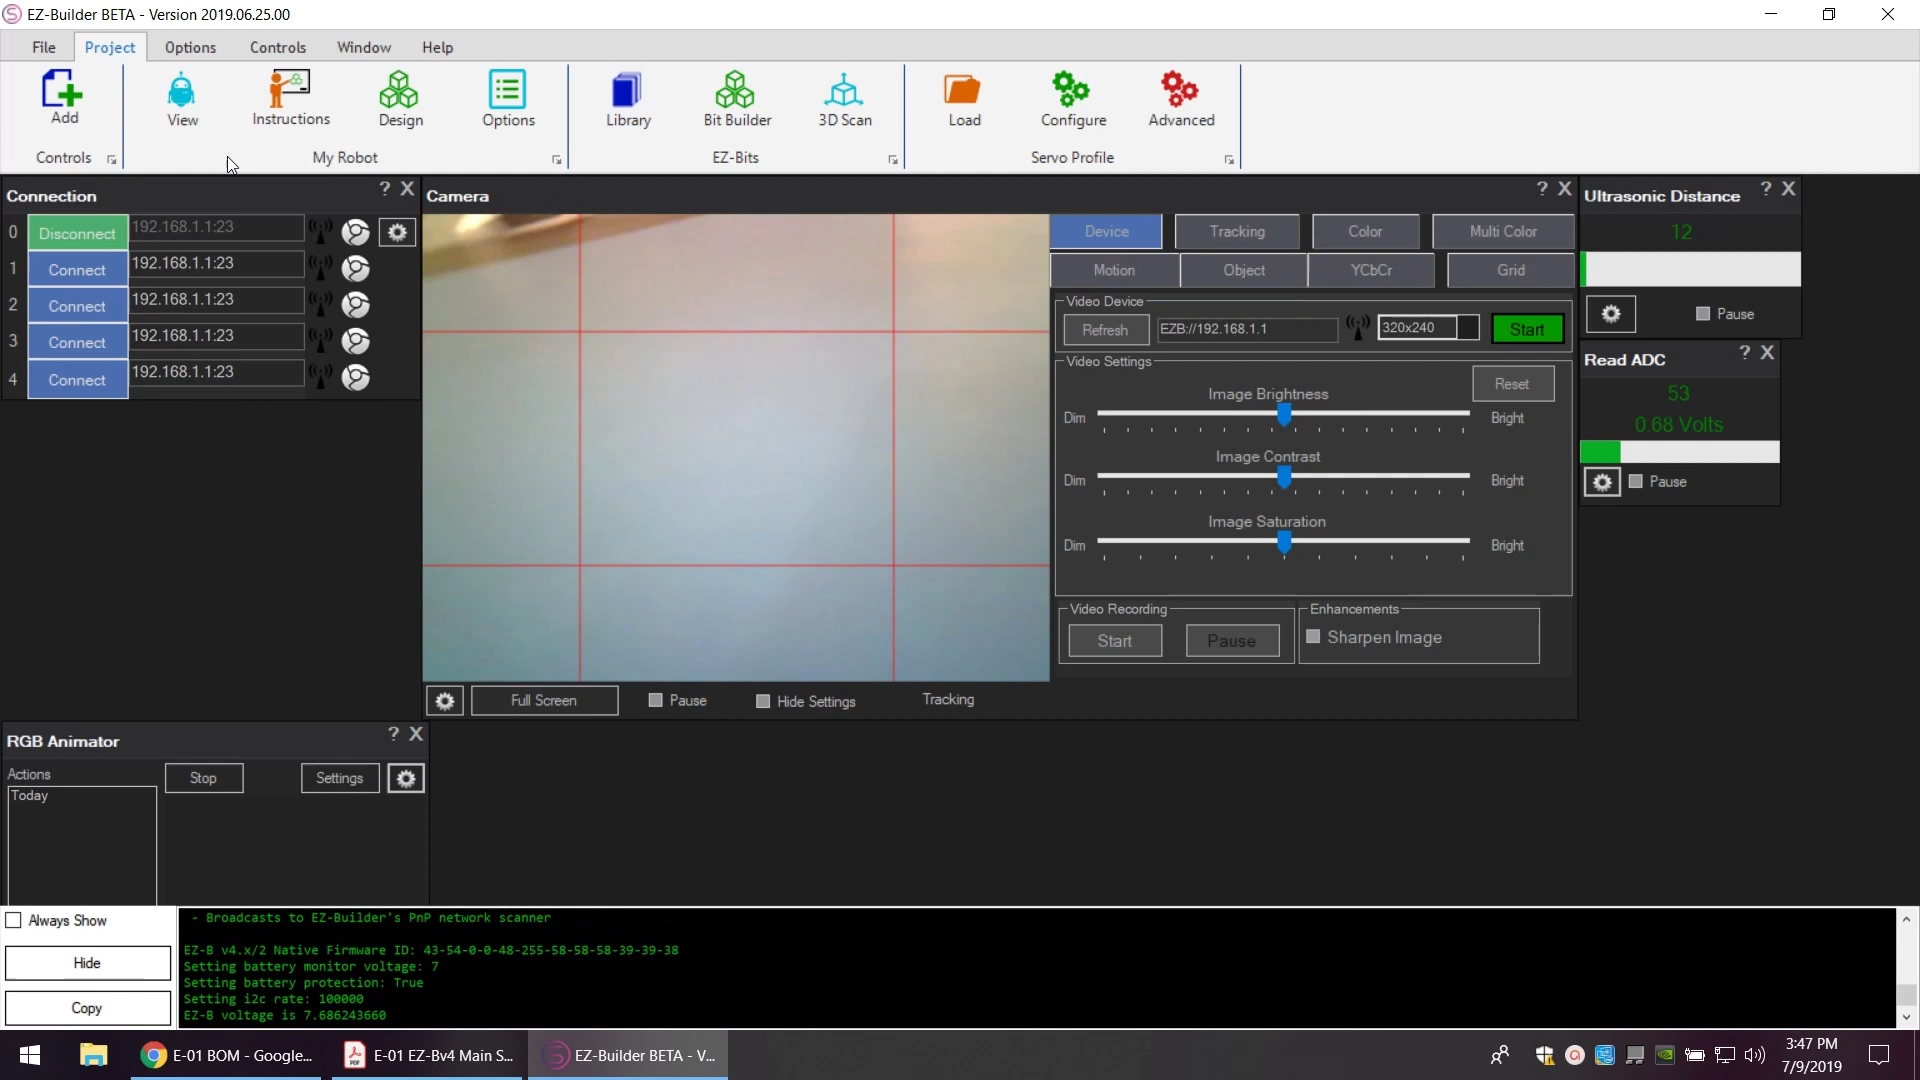 EZ-Builder BETA - Version 2019.06.25.00
File Project Options Controls Window Help
Add View Instructions Design Options Library Bit Builder 3D Scan Load Configure Advanced
Controls My Robot EZ-Bits Servo Profile
Connection ? X
0 Disconnect 192.168.1.1:23
1 Connect 192.168.1.1:23
2 Connect 192.168.1.1:23
3 Connect 192.168.1.1:23
4 Connect 192.168.1.1:23
Camera ? X
Device Tracking Color Multi Color
Motion Object YCbCr Grid
Video Device
Refresh EZB://192.168.1.1 320x240 Start
Video Settings
Reset
Image Brightness
Dim Bright
Image Contrast
Dim Bright
Image Saturation
Dim Bright
Video Recording
Start Pause
Enhancements
Sharpen Image
Full Screen Pause Hide Settings Tracking
Ultrasonic Distance ? X
12
Pause
Read ADC ? X
53
0.68 Volts
Pause
RGB Animator ? X
Actions
Stop Settings
Today
Always Show
Hide
Copy
- Broadcasts to EZ-Builder's PnP network scanner
EZ-B v4.x/2 Native Firmware ID: 43-54-0-0-48-255-58-58-58-39-39-38
Setting battery monitor voltage: 7
Setting battery protection: True
Setting i2c rate: 100000
EZ-B voltage is 7.686243660
E-01 BOM - Google...
E-01 EZ-Bv4 Main S...
EZ-Builder BETA - V...
3:47 PM
7/9/2019